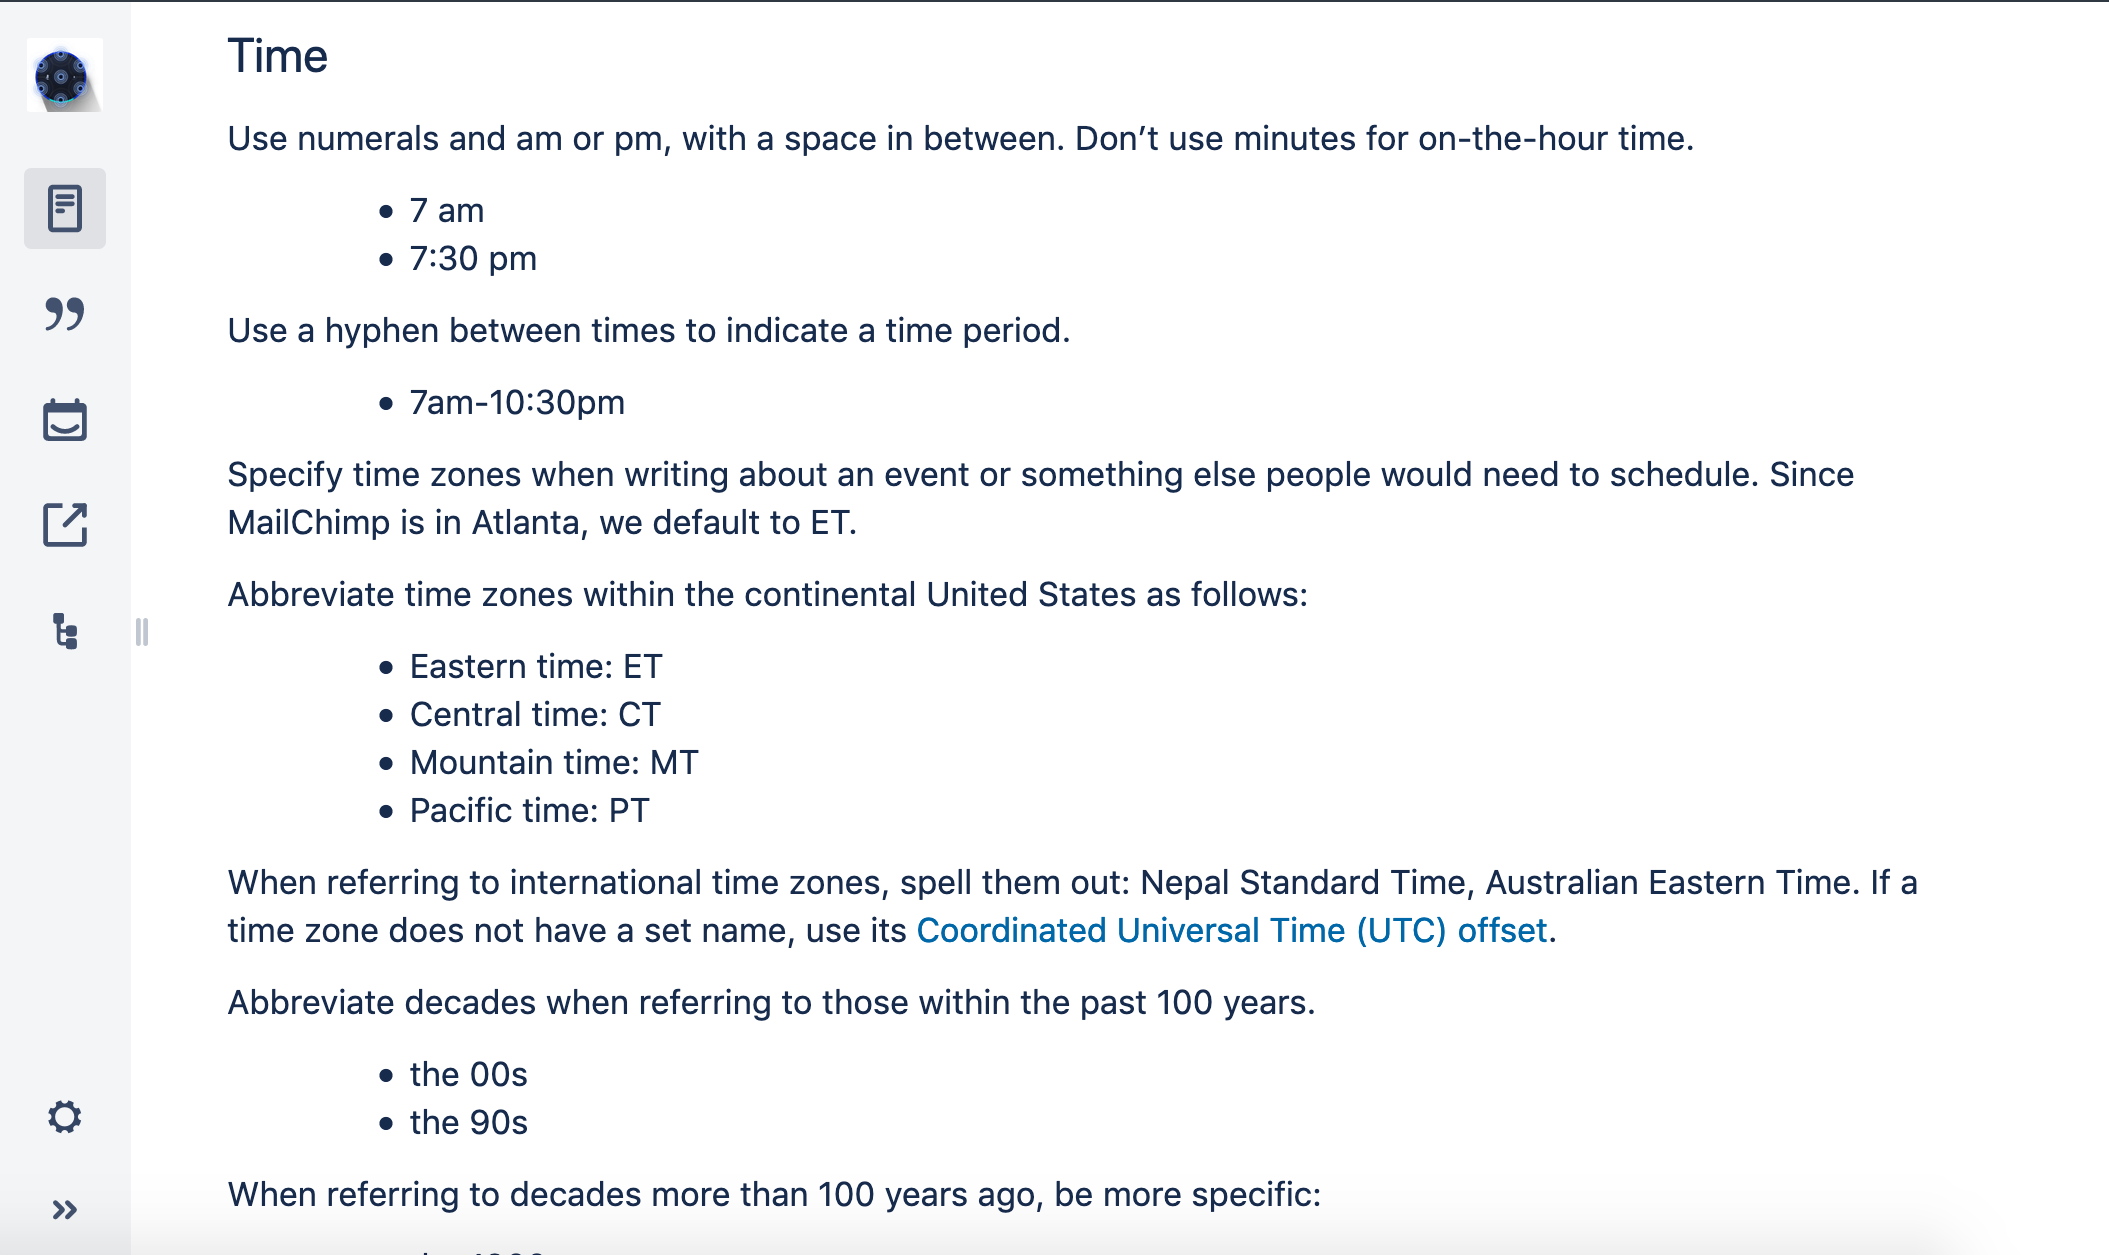 Time
Use numerals and am or pm, with a space in between. Don’t use minutes for on-the-hour time.
7 am
7:30 pm
Use a hyphen between times to indicate a time period.
7am-10:30pm
Specify time zones when writing about an event or something else people would need to schedule. Since
MailChimp is in Atlanta, we default to ET.
Abbreviate time zones within the continental United States as follows:
Eastern time: ET
Central time: CT
Mountain time: MT
Pacific time: PT
When referring to international time zones, spell them out: Nepal Standard Time, Australian Eastern Time. If a
time zone does not have a set name, use its Coordinated Universal Time (UTC) offset.
Abbreviate decades when referring to those within the past 100 years.
the 00s
the 90s
When referring to decades more than 100 years ago, be more specific: